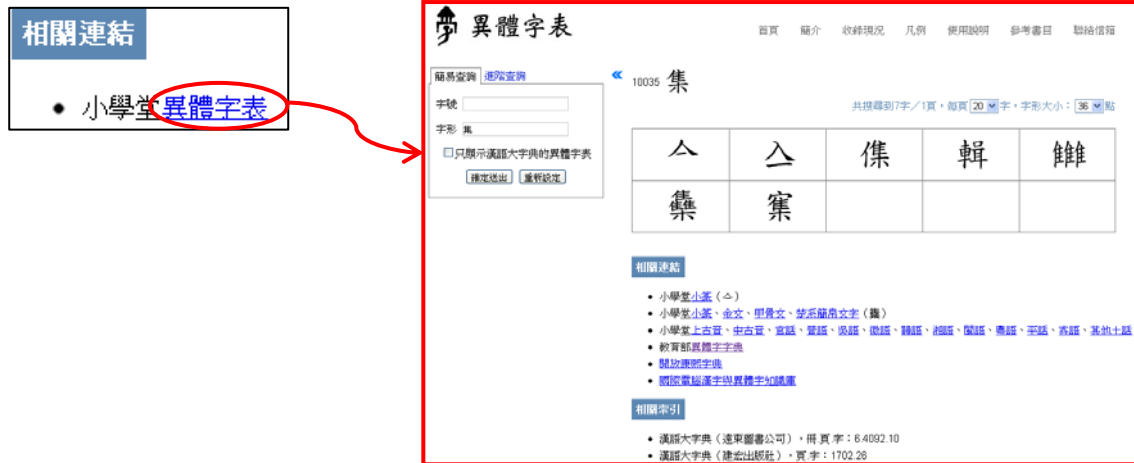 相關連結
小學堂異體字表
異體字表
首頁 簡介 收錄現況 凡例 使用說明 參考書目 聯絡信箱
簡易查詢 進階查詢
字號
字形 集
只顯示漢語大字典的異體字表
確定送出 重新設定
10035 集
共搜尋到7字／1頁，每頁 20 字，字形大小： 36 點
亼 亼 傕 輯 雥
雧 寯
相關連結
小學堂小篆（亼）
小學堂小篆、金文、甲骨文、楚系簡帛文字（雧）
小學堂上古音、中古音、官話、晉語、吳語、徽語、贛語、湘語、閩語、粵語、平話、客語、其他土話
教育部異體字字典
開放康熙字典
國際電腦漢字與異體字知識庫
相關索引
漢語大字典（遠東圖書公司），冊.頁.字：6.4092.10
漢語大字典（建宏出版社），頁.字：1702.26